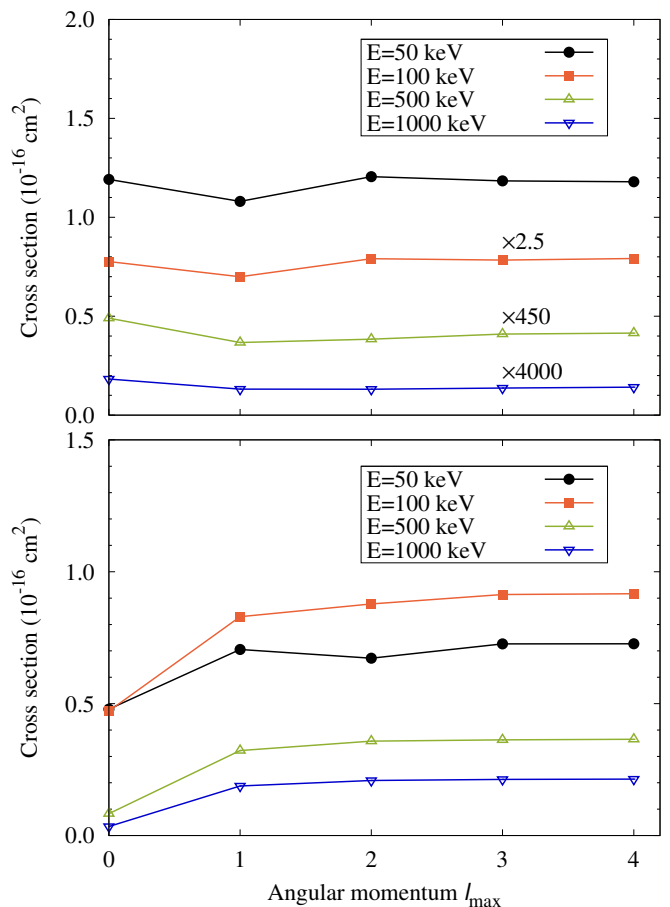 2.0
1.5
1.0
0.5
0.0
Cross section (10⁻¹⁶ cm²)
E=50 keV
E=100 keV
E=500 keV
E=1000 keV
×2.5
×450
×4000
1.5
1.0
0.5
0.0
Cross section (10⁻¹⁶ cm²)
E=50 keV
E=100 keV
E=500 keV
E=1000 keV
0 1 2 3 4
Angular momentum lₘₐₓ